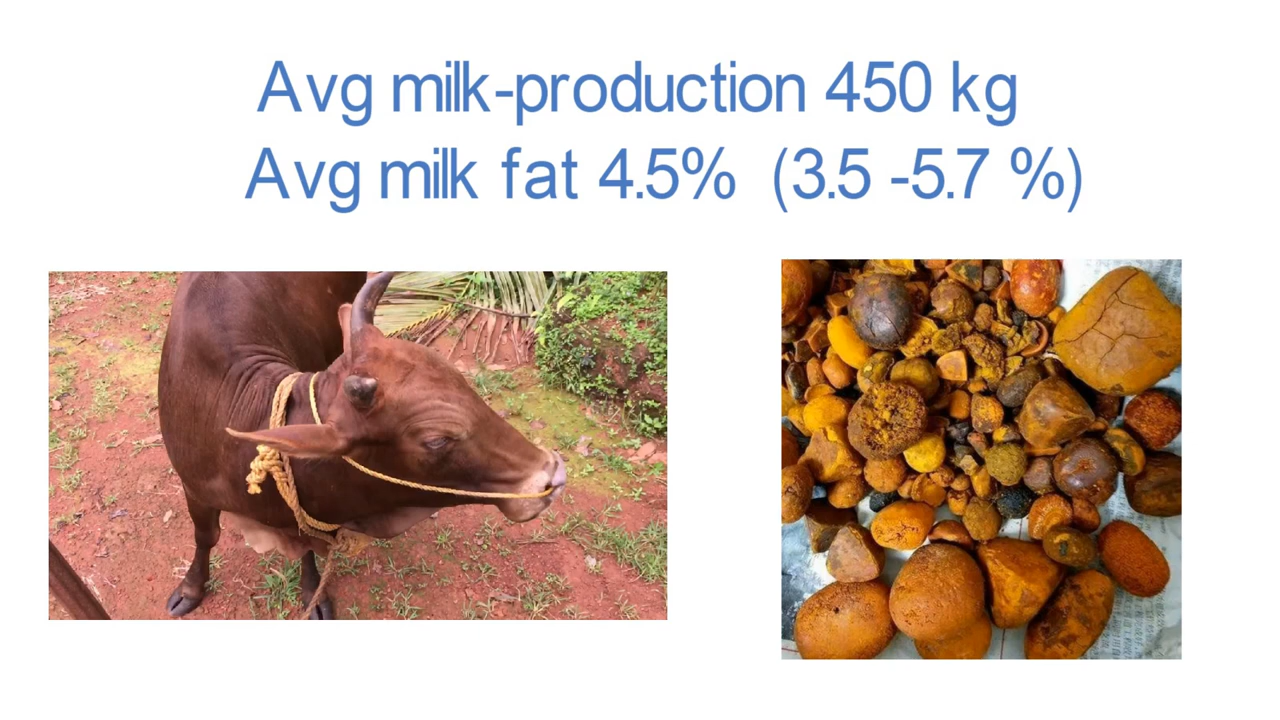 Avg milk-production 450 kg
Avg milk fat 4.5% (3.5 -5.7 %)